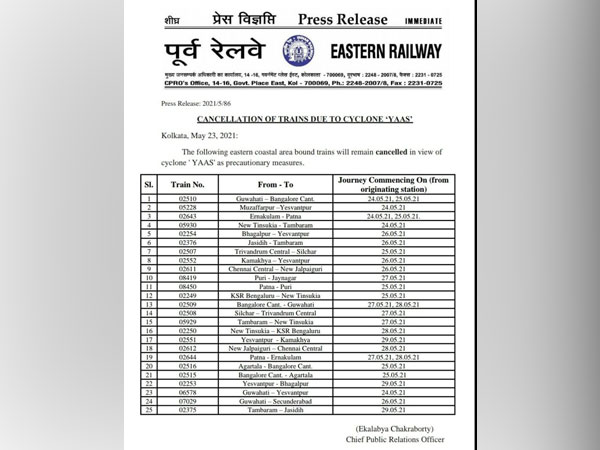 शीघ्र प्रेस विज्ञप्ति Press Release IMMEDIATE
पूर्व रेलवे EASTERN RAILWAY
मुख्य जनसम्पर्क अधिकारी का कार्यालय, 14 -16, गवर्नमेंट प्लेस ईस्ट, कोलकाता - 700069, दूरभाष : 2248 - 2007/8, फैक्स : 2231 - 0725
CPRO's Office, 14-16, Govt. Place East, Kol - 700069, Ph.: 2248-2007/8, Fax : 2231-0725
Press Release: 2021/5/86
CANCELLATION OF TRAINS DUE TO CYCLONE 'YAAS'
Kolkata, May 23, 2021:
The following eastern coastal area bound trains will remain cancelled in view of
cyclone ' YAAS' as precautionary measures.
Sl. Train No. From - To Journey Commencing On (from originating station)
1 02510 Guwahati – Bangalore Cant. 24.05.21, 25.05.21
2 05228 Muzaffarpur –Yesvantpur 24.05.21
3 02643 Ernakulam - Patna 24.05.21, 25.05.21.
4 05930 New Tinsukia - Tambaram 24.05.21
5 02254 Bhagalpur – Yesvantpur 26.05.21
6 02376 Jasidih - Tambaram 26.05.21
7 02507 Trivandrum Central – Silchar 25.05.21
8 02552 Kamakhya – Yesvantpur 26.05.21
9 02611 Chennai Central – New Jalpaiguri 26.05.21
10 08419 Puri - Jaynagar 27.05.21
11 08450 Patna - Puri 25.05.21
12 02249 KSR Bengaluru – New Tinsukia 25.05.21
13 02509 Bangalore Cant. - Guwahati 27.05.21, 28.05.21
14 02508 Silchar – Trivandrum Central 27.05.21
15 05929 Tambaram – New Tinsukia 27.05.21
16 02250 New Tinsukia – KSR Bengaluru 28.05.21
17 02551 Yesvantpur - Kamakhya 29.05.21
18 02612 New Jalpaiguri – Chennai Central 28.05.21
19 02644 Patna - Ernakulam 27.05.21, 28.05.21
20 02516 Agartala - Bangalore Cant. 25.05.21
21 02515 Bangalore Cant. - Agartala 25.05.21
22 02253 Yesvantpur - Bhagalpur 29.05.21
23 06578 Guwahati – Yesvantpur 24.05.21
24 07029 Guwahati – Secunderabad 26.05.21
25 02375 Tambaram – Jasidih 29.05.21
(Ekalabya Chakraborty)
Chief Public Relations Officer